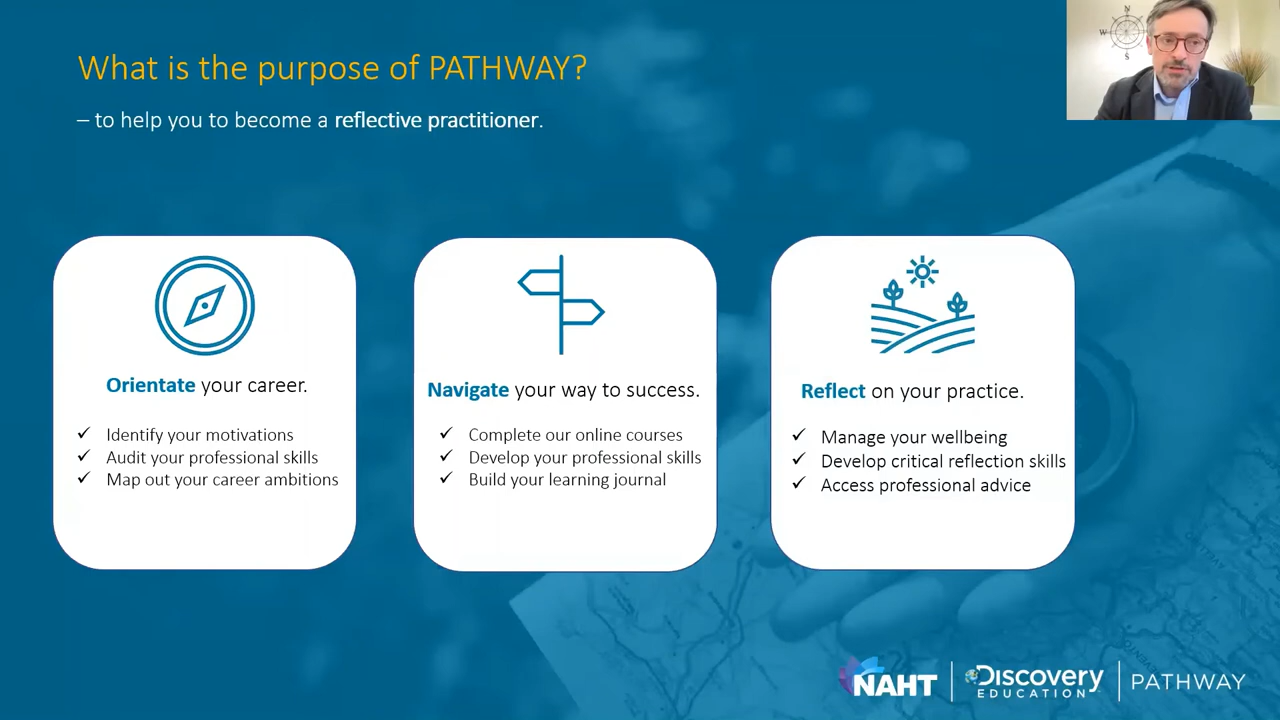 What is the purpose of PATHWAY?
– to help you to become a reflective practitioner.
N
W
S
Orientate your career.
✓ Identify your motivations
✓ Audit your professional skills
✓ Map out your career ambitions
Navigate your way to success.
✓ Complete our online courses
✓ Develop your professional skills
✓ Build your learning journal
Reflect on your practice.
✓ Manage your wellbeing
✓ Develop critical reflection skills
✓ Access professional advice
NAHT
Discovery
EDUCATION
PATHWAY